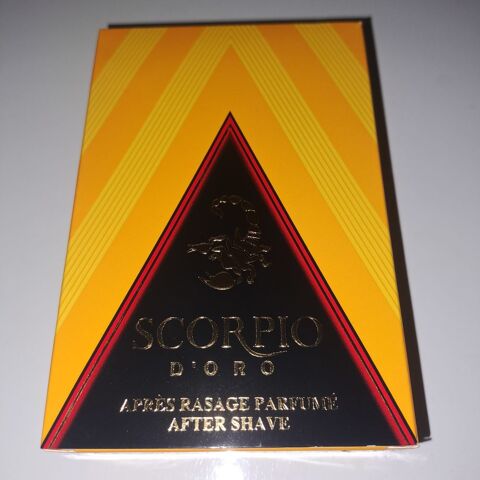 SCORPIO
D'ORO
APRÈS RASAGE PARFUMÉ
AFTER SHAVE